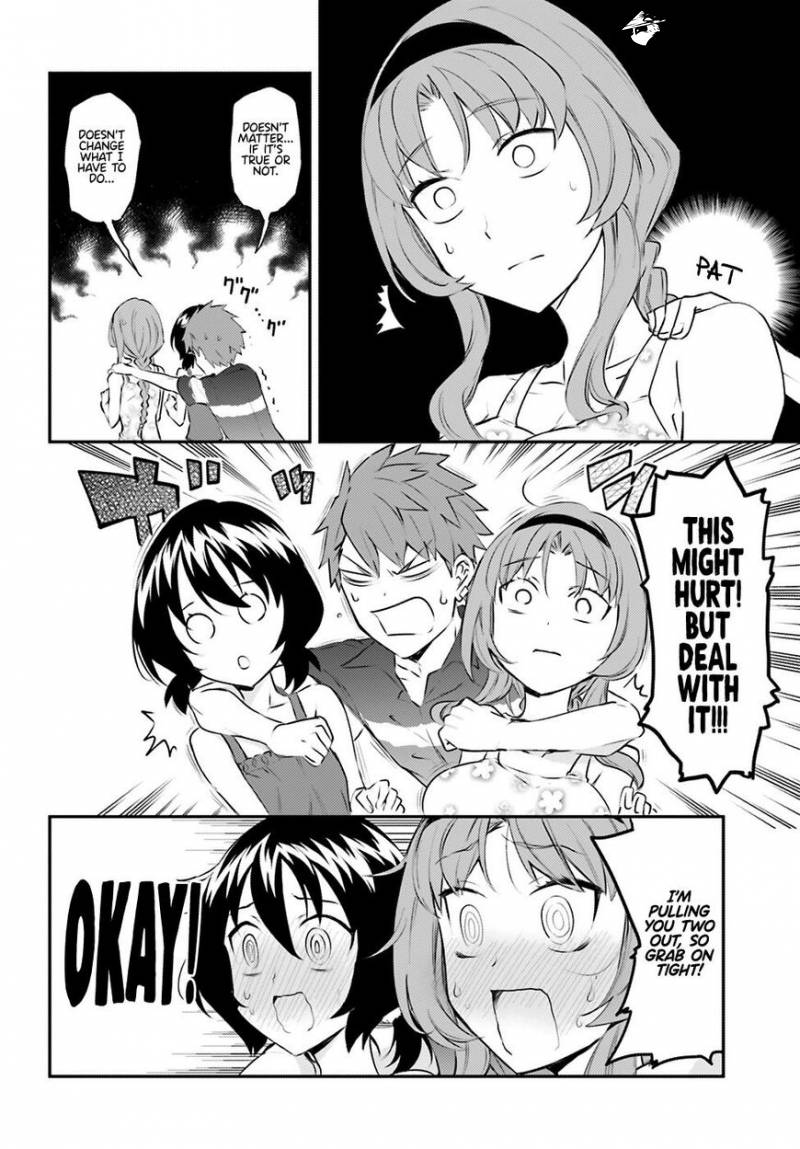 PAT
DOESN'T
MATTER...
IF IT'S
TRUE OR
NOT.
DOESN'T
CHANGE
WHAT I
HAVE TO
DO...
グググ…
THIS
MIGHT
HURT!
BUT
DEAL
WITH
IT!!!
I'M
PULLING
YOU TWO
OUT, SO
GRAB ON
TIGHT!
OKAY!